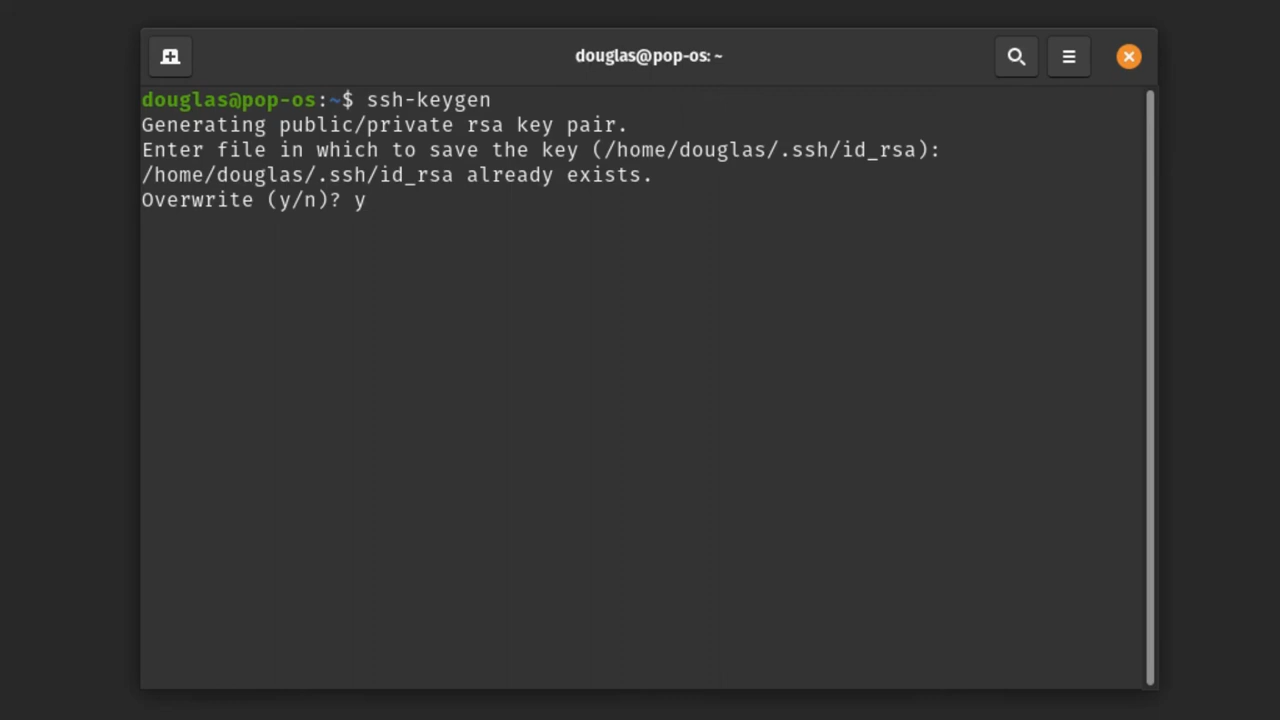 douglas@pop-os: ~
douglas@pop-os:~$ ssh-keygen
Generating public/private rsa key pair.
Enter file in which to save the key (/home/douglas/.ssh/id_rsa):
/home/douglas/.ssh/id_rsa already exists.
Overwrite (y/n)? y